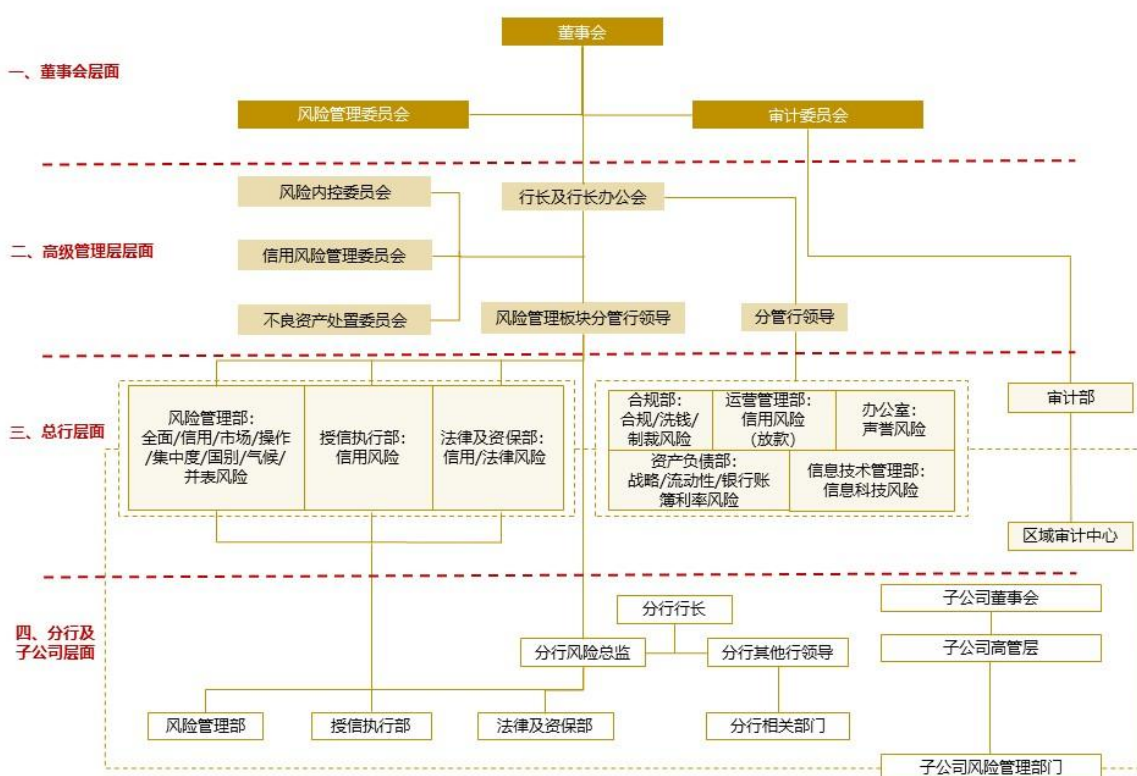 董事会
一、董事会层面
风险管理委员会
审计委员会
风险内控委员会
行长及行长办公会
二、高级管理层层面
信用风险管理委员会
不良资产处置委员会
风险管理板块分管行领导
分管行领导
三、总行层面
风险管理部：
全面/信用/市场/操作
/集中度/国别/气候/
并表风险
授信执行部：
信用风险
法律及资保部：
信用/法律风险
合规部：
合规/洗钱/
制裁风险
运营管理部：
信用风险
（放款）
办公室：
声誉风险
资产负债部：
战略/流动性/银行账
簿利率风险
信息技术管理部：
信息科技风险
审计部
区域审计中心
四、分行及
子公司层面
分行行长
分行风险总监
分行其他行领导
风险管理部
授信执行部
法律及资保部
分行相关部门
子公司董事会
子公司高管层
子公司风险管理部门